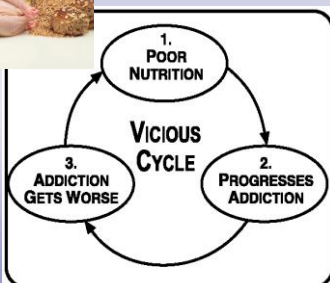 1.
POOR
NUTRITION
VICIOUS
CYCLE
2.
PROGRESSES
ADDICTION
3.
ADDICTION
GETS WORSE